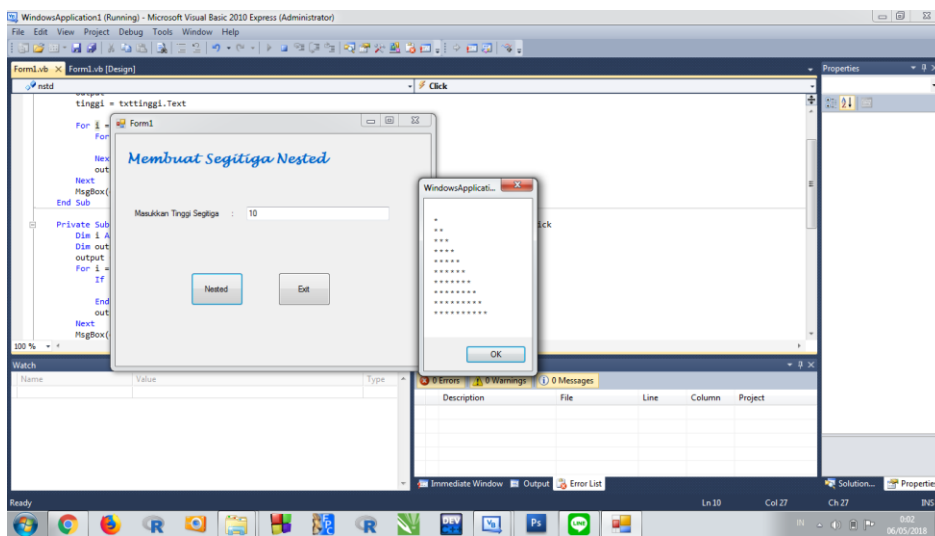 WindowsApplication1 (Running) - Microsoft Visual Basic 2010 Express (Administrator)
File Edit View Project Debug Tools Window Help
Form1.vb Form1.vb [Design]
nstd
Click
tinggi = txttinggi.Text
For i =
For
Nex
out
Next
MsgBox(
End Sub
Private Sub
ick
Dim i A
Dim out
output
For i =
If
End
out
Next
MsgBox(
100 %
Form1
Membuat Segitiga Nested
Masukkan Tinggi Segitiga : 10
Nested Exit
WindowsApplicati...
*
**
***
****
*****
******
*******
********
*********
**********
OK
Properties
Watch
Name Value Type
0 Errors 0 Warnings 0 Messages
Description File Line Column Project
Immediate Window Output Error List
Solution... Propertie
Ready
Ln 10 Col 27 Ch 27 INS
DEV
Ps
LINE
IN
0:02
06/05/2018